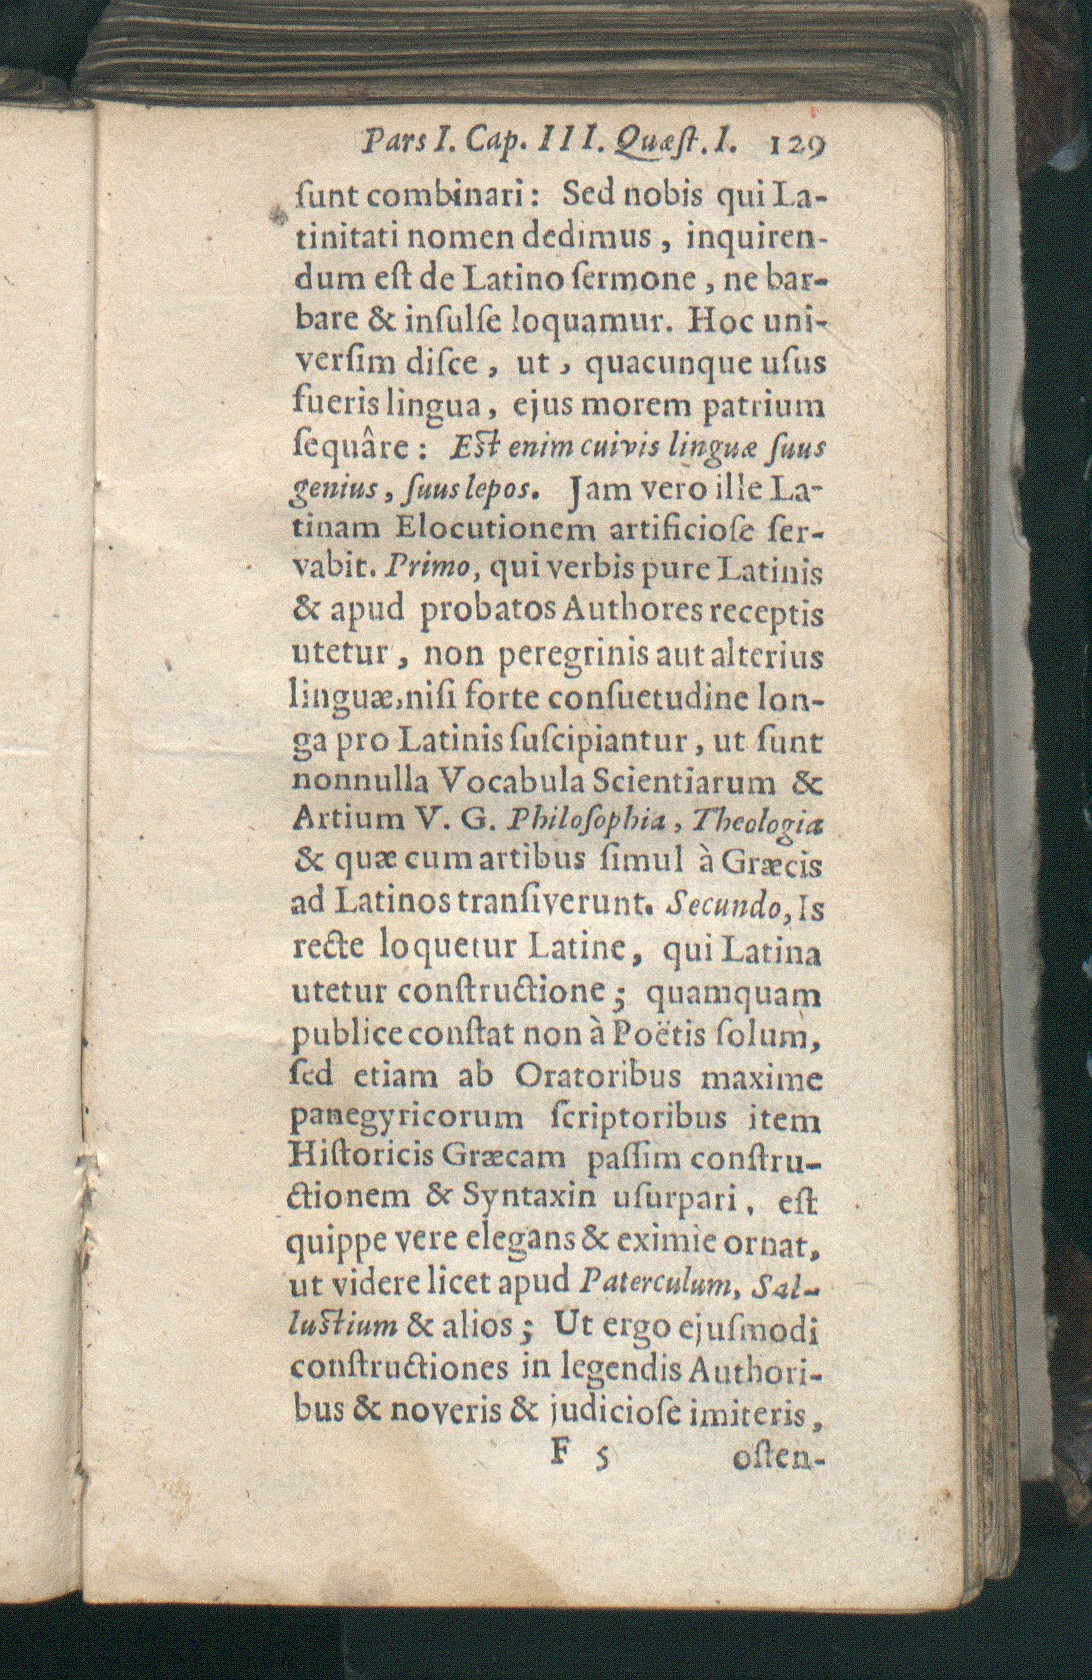 Pars I. Cap. III. Quæſt. I. 129
ſunt combinari: Sed nobis qui La-
tinitati nomen dedimus, inquiren-
dum eſt de Latino ſermone, ne bar-
bare & inſulſe loquamur. Hoc uni-
verſim diſce, ut, quacunque uſus
fueris lingua, ejus morem patrium
ſequâre: Eſt enim cuivis linguæ ſuus
genius, ſuus lepos. Jam vero ille La-
tinam Elocutionem artificioſe ſer-
vabit. Primo, qui verbis pure Latinis
& apud probatos Authores receptis
utetur, non peregrinis aut alterius
linguæ, niſi forte conſuetudine lon-
ga pro Latinis ſuſcipiantur, ut ſunt
nonnulla Vocabula Scientiarum &
Artium V. G. Philoſophia, Theologia
& quæ cum artibus ſimul à Græcis
ad Latinos tranſiverunt. Secundo, Is
recte loquetur Latine, qui Latina
utetur conſtructione; quamquam
publice conſtat non à Poëtis ſolùm,
ſed etiam ab Oratoribus maxime
panegyricorum ſcriptoribus item
Hiſtoricis Græcam paſſim conſtru-
ctionem & Syntaxin uſurpari, eſt
quippe vere elegans & eximie ornat,
ut videre licet apud Paterculum, Sal-
luſtium & alios; Ut ergo ejuſmodi
conſtructiones in legendis Authori-
bus & noveris & judicioſe imiteris,
F 5 oſten-